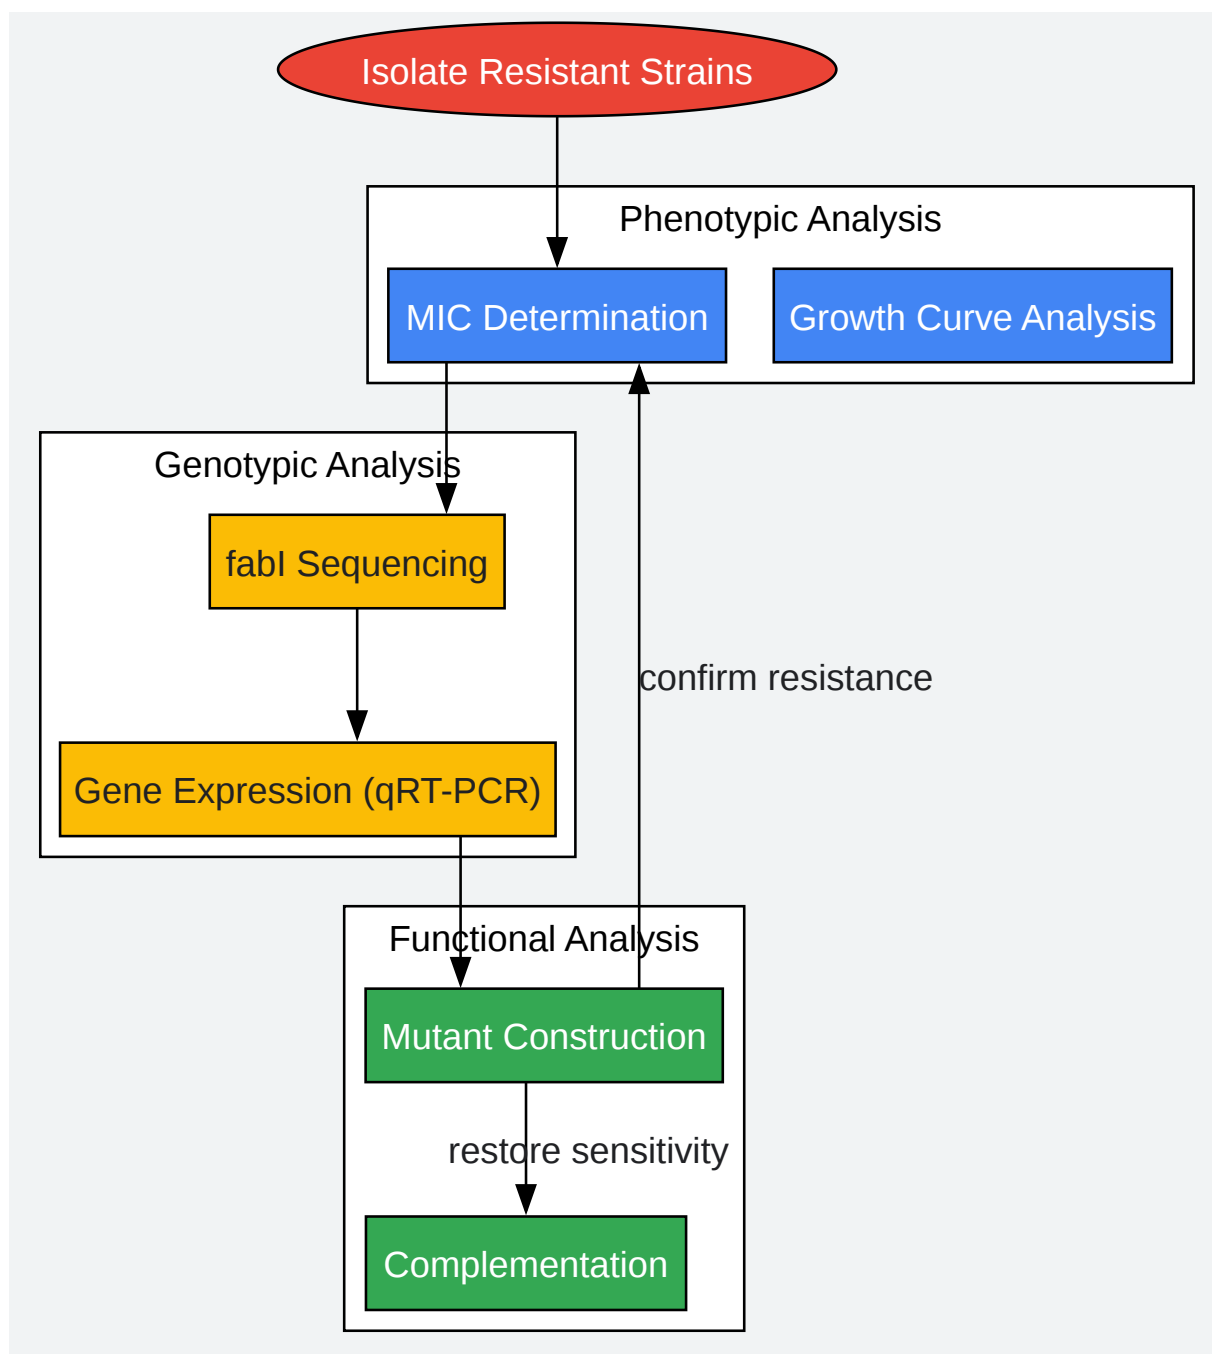 Isolate Resistant Strains
Phenotypic Analysis
MIC Determination
Growth Curve Analysis
Genotypic Analysis
fabI Sequencing
confirm resistance
Gene Expression (qRT-PCR)
Functional Analysis
Mutant Construction
restore sensitivity
Complementation